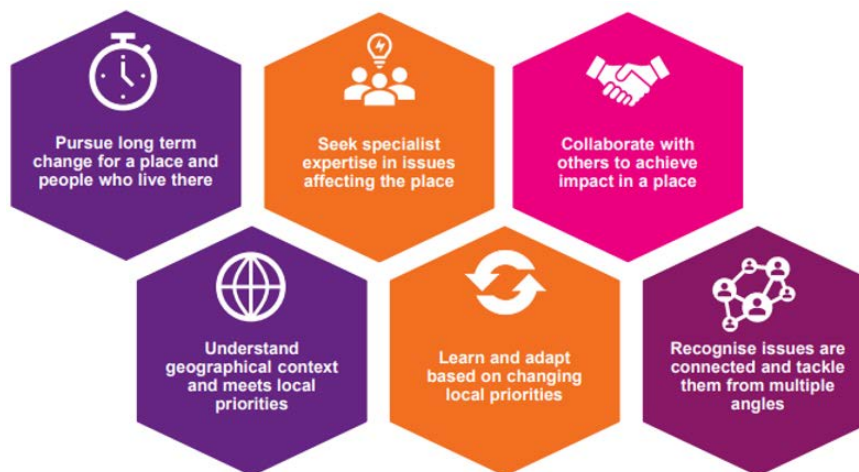 Pursue long term
change for a place and
people who live there
Seek specialist
expertise in issues
affecting the place
Collaborate with
others to achieve
impact in a place
Understand
geographical context
and meets local
priorities
Learn and adapt
based on changing
local priorities
Recognise issues are
connected and tackle
them from multiple
angles